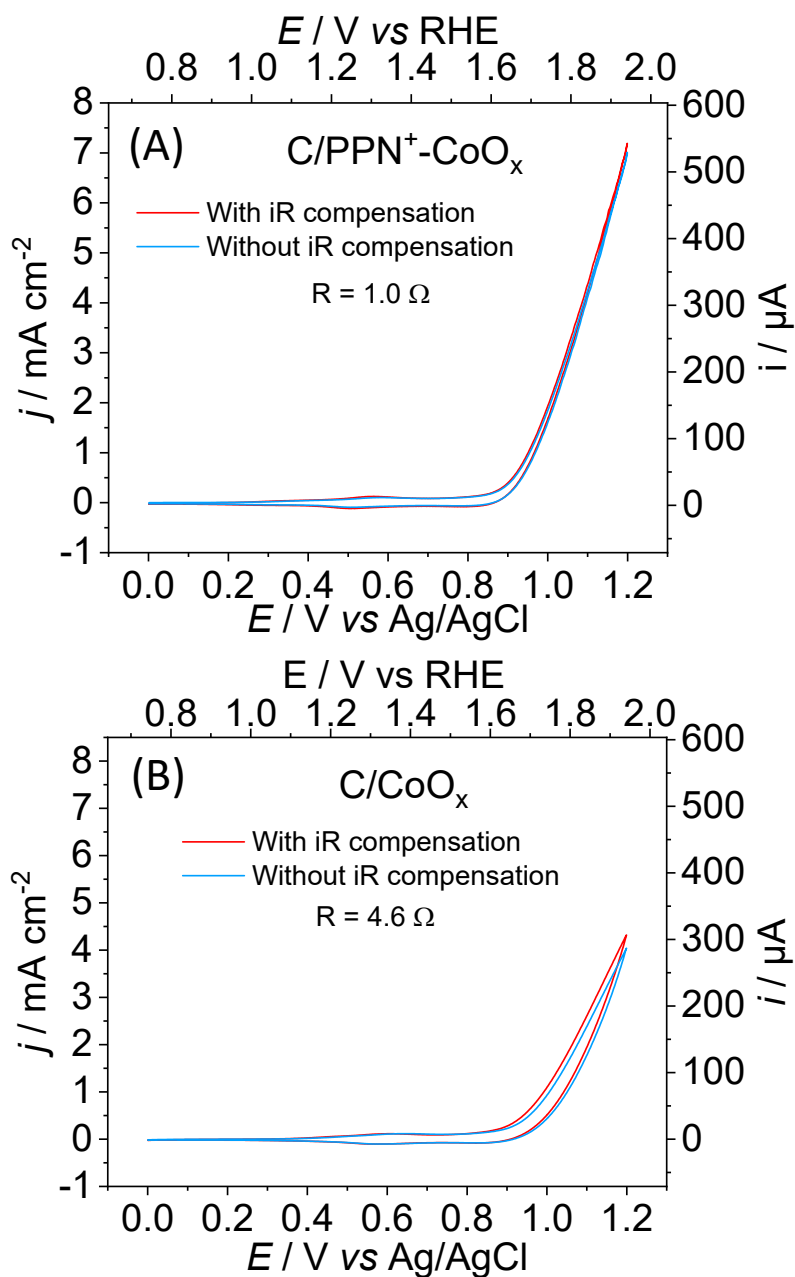 E / V vs RHE
0.8 1.0 1.2 1.4 1.6 1.8 2.0
(A) C/PPN⁺-CoOₓ
With iR compensation
Without iR compensation
R = 1.0 Ω
8
7
6
5
4
3
2
1
0
-1
j / mA cm⁻²
600
500
400
300
200
100
0
i / µA
0.0 0.2 0.4 0.6 0.8 1.0 1.2
E / V vs Ag/AgCl
E / V vs RHE
0.8 1.0 1.2 1.4 1.6 1.8 2.0
(B) C/CoOₓ
With iR compensation
Without iR compensation
R = 4.6 Ω
8
7
6
5
4
3
2
1
0
-1
j / mA cm⁻²
600
500
400
300
200
100
0
i / µA
0.0 0.2 0.4 0.6 0.8 1.0 1.2
E / V vs Ag/AgCl